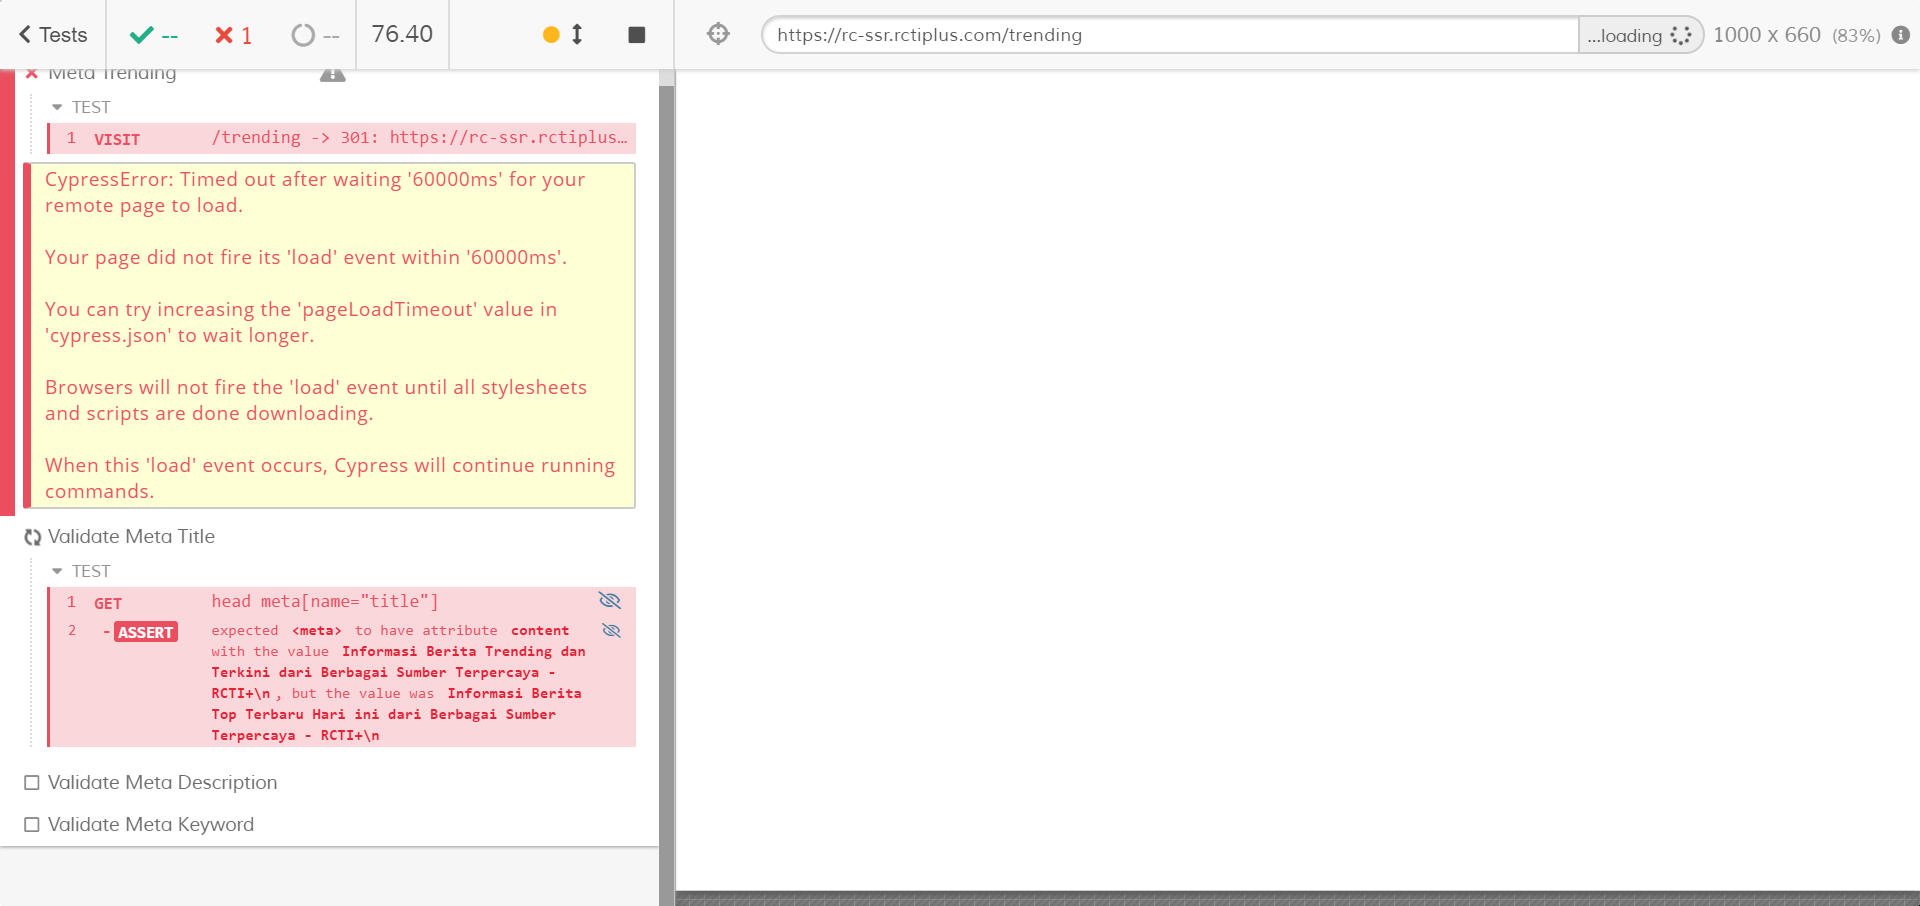 Tests
--
1
--
76.40
https://rc-ssr.rctiplus.com/trending
...loading
1000 x 660 (83%)
Meta Trending
TEST
1 VISIT /trending -> 301: https://rc-ssr.rctiplus…
CypressError: Timed out after waiting '60000ms' for your
remote page to load.
Your page did not fire its 'load' event within '60000ms'.
You can try increasing the 'pageLoadTimeout' value in
'cypress.json' to wait longer.
Browsers will not fire the 'load' event until all stylesheets
and scripts are done downloading.
When this 'load' event occurs, Cypress will continue running
commands.
Validate Meta Title
TEST
1 GET head meta[name="title"]
2 -ASSERT expected <meta> to have attribute content
with the value Informasi Berita Trending dan
Terkini dari Berbagai Sumber Terpercaya -
RCTI+\n, but the value was Informasi Berita
Top Terbaru Hari ini dari Berbagai Sumber
Terpercaya - RCTI+\n
Validate Meta Description
Validate Meta Keyword